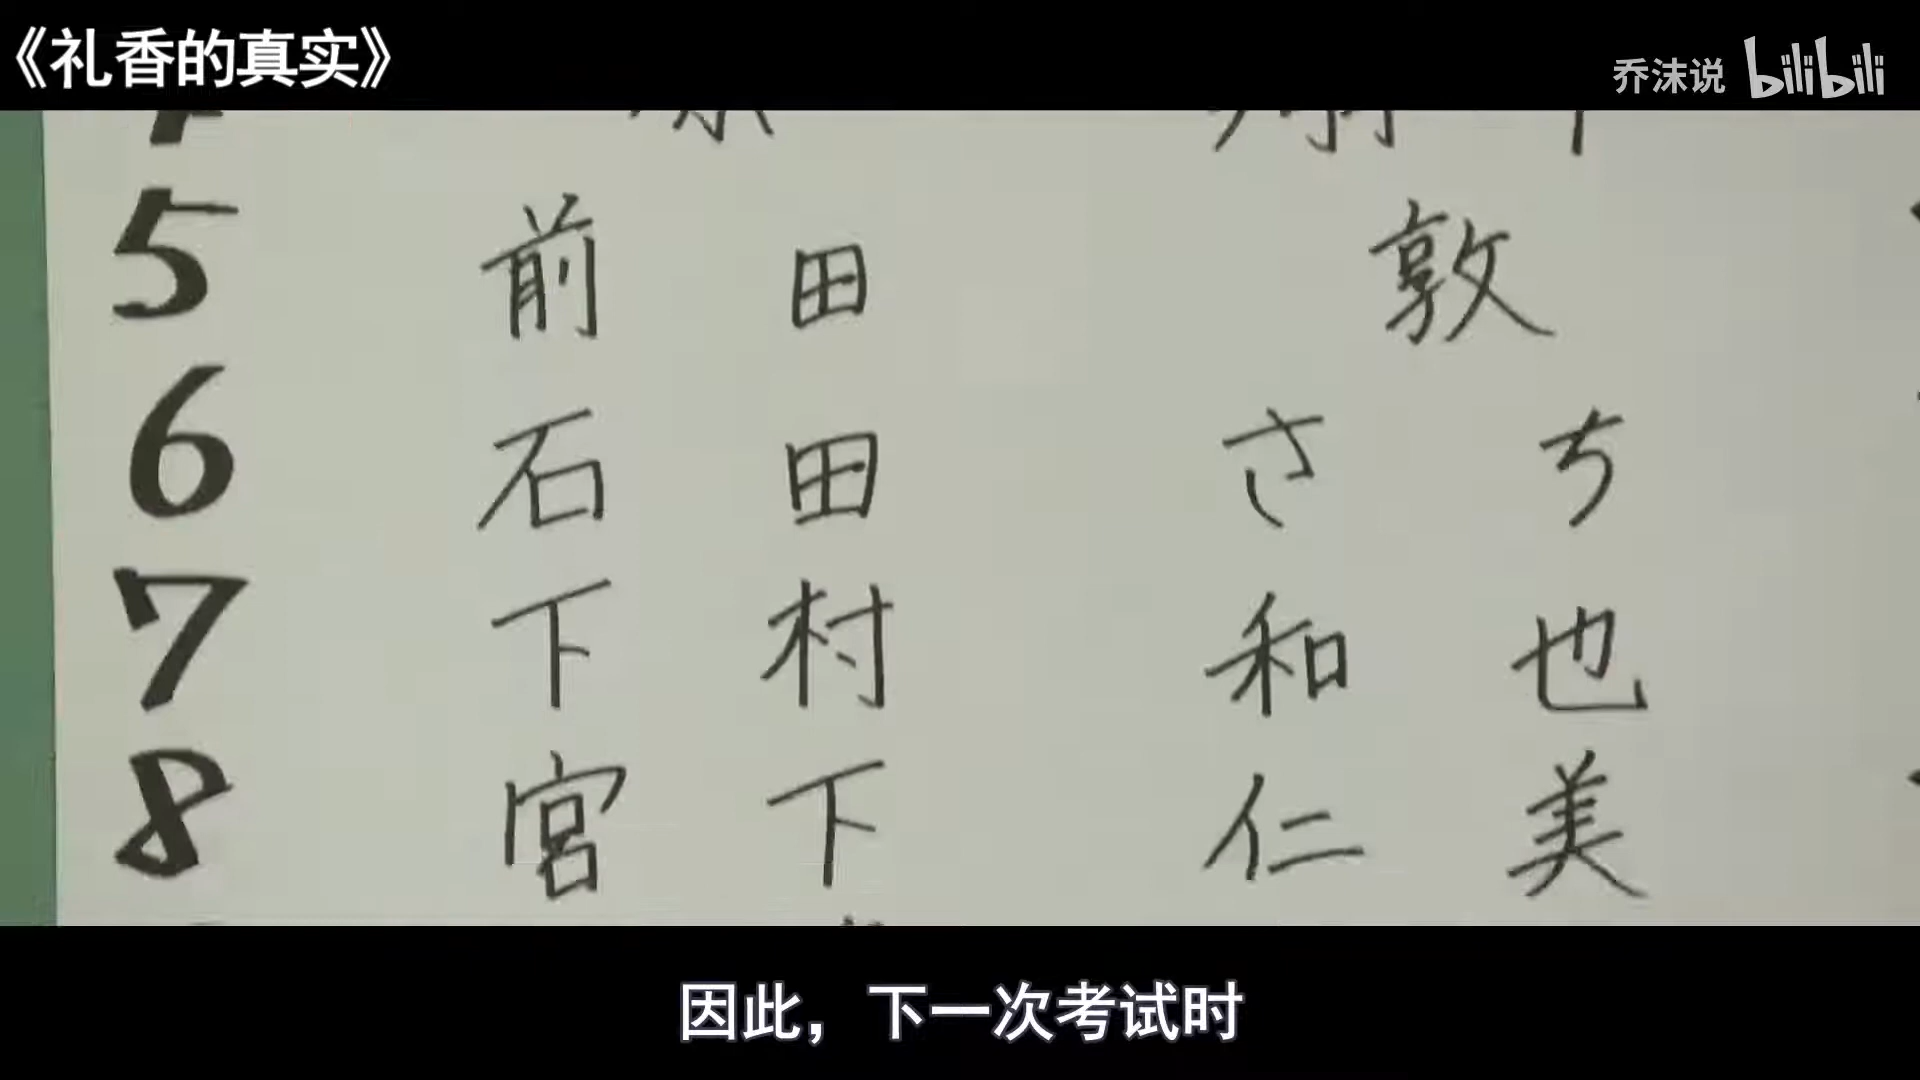 《礼香的真实》
乔沫说 bilibili
5 前田 敦
6 石田 さち
7 下村 和也
8 宮下 仁美
因此，下一次考试时